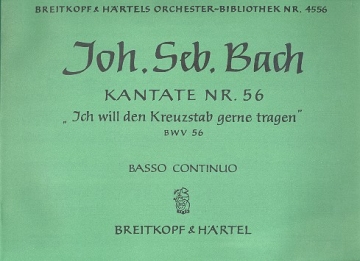 BREITKOPF & HÄRTELS ORCHESTER-BIBLIOTHEK NR. 4556
Joh. Seb. Bach
KANTATE NR. 56
„Ich will den Kreuzstab gerne tragen"
BWV 56
BASSO CONTINUO
BREITKOPF & HÄRTEL